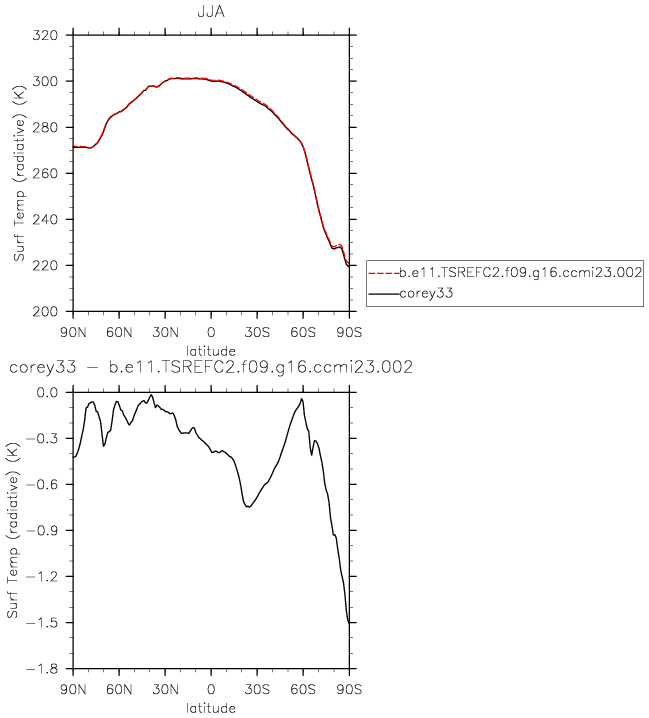 JJA
Surf Temp (radiative) (K)
320
300
280
260
240
220
200
90N 60N 30N 0 30S 60S 90S
latitude
b.e11.TSREFC2.f09.g16.ccmi23.002
corey33
corey33 − b.e11.TSREFC2.f09.g16.ccmi23.002
Surf Temp (radiative) (K)
0.0
−0.3
−0.6
−0.9
−1.2
−1.5
−1.8
90N 60N 30N 0 30S 60S 90S
latitude